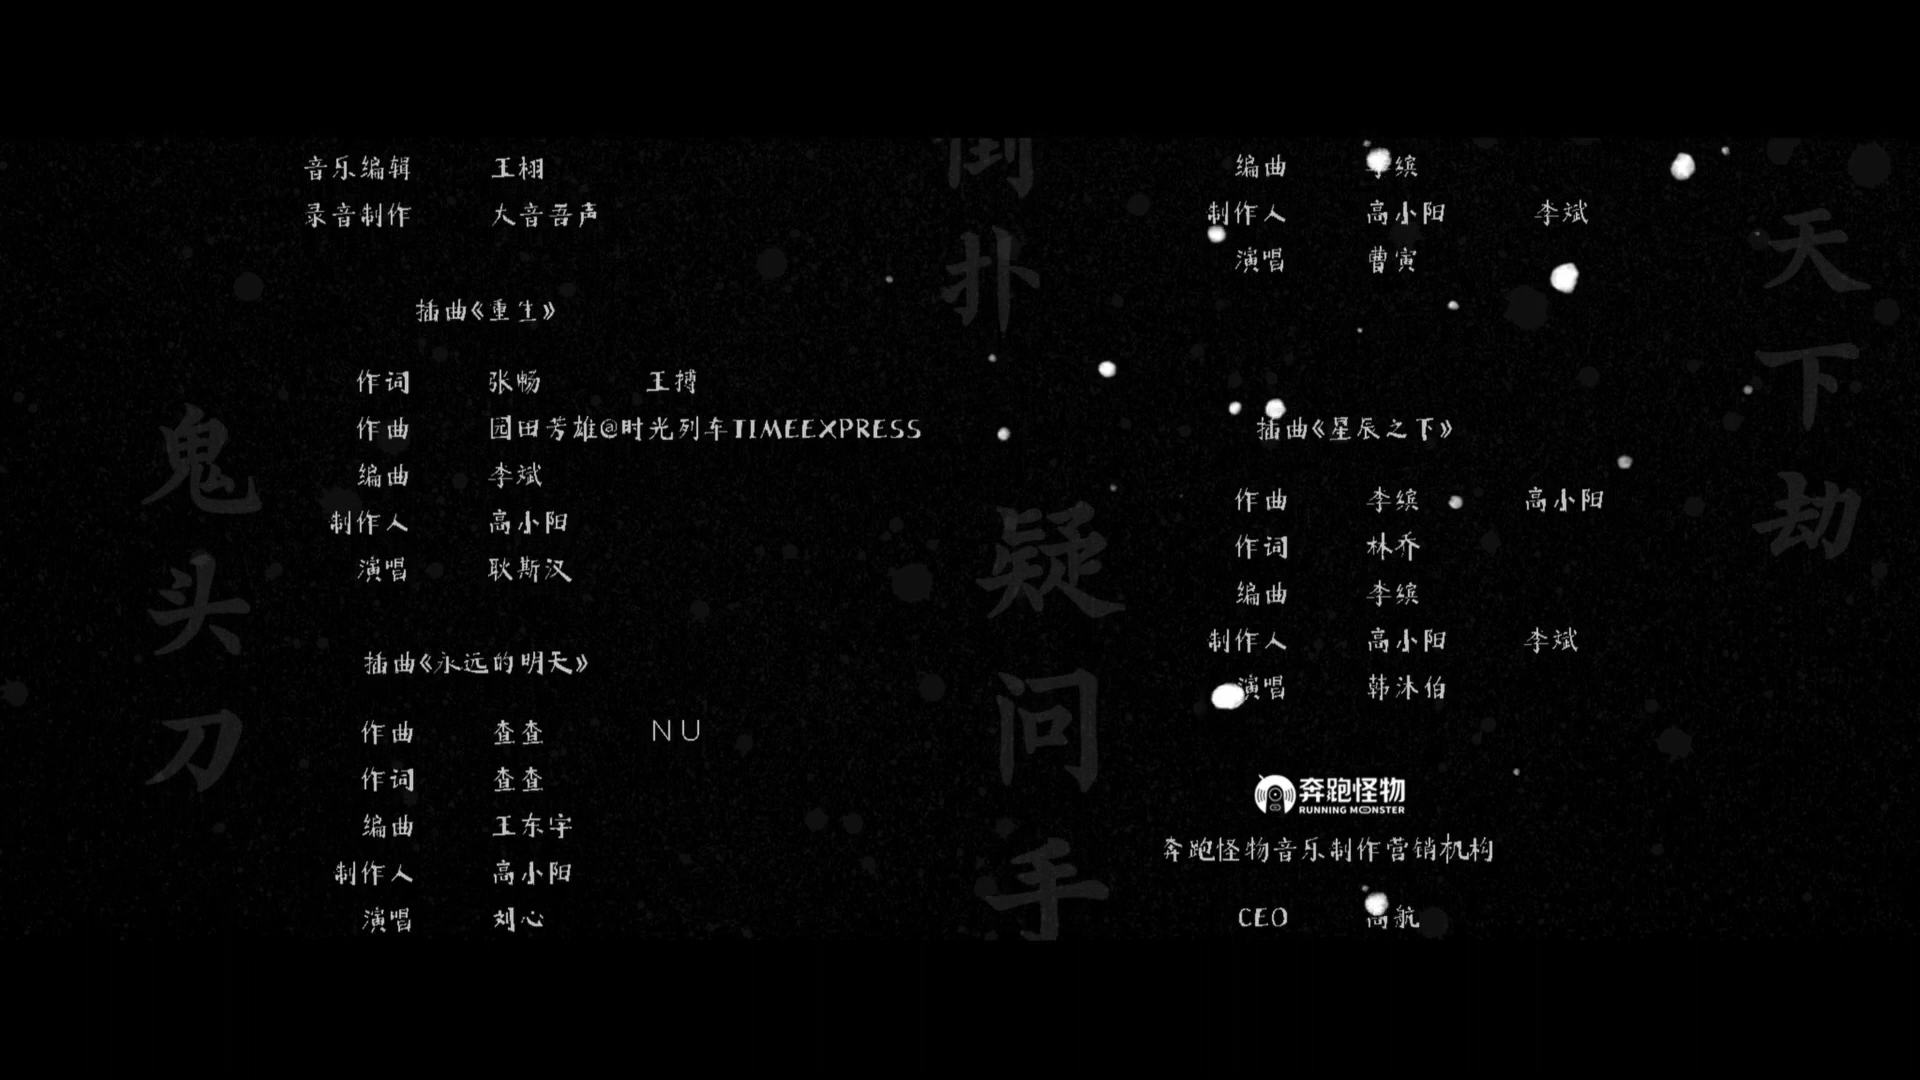 音乐编辑 王栩
录音制作 大音吾声
插曲《重生》
作词 张畅 王搏
作曲 园田芳雄@时光列车TIMEEXPRESS
编曲 李斌
制作人 高小阳
演唱 耿斯汉
插曲《永远的明天》
作曲 查查 NU
作词 查查
编曲 王东宇
制作人 高小阳
演唱 刘心
编曲 李缤
制作人 高小阳 李斌
演唱 曹寅
插曲《星辰之下》
作曲 李缤 高小阳
作词 林乔
编曲 李缤
制作人 高小阳 李斌
演唱 韩沐伯
奔跑怪物
RUNNING MONSTER
奔跑怪物音乐制作营销机构
CEO 高航
鬼头刀
倒扑
疑问手
天下劫